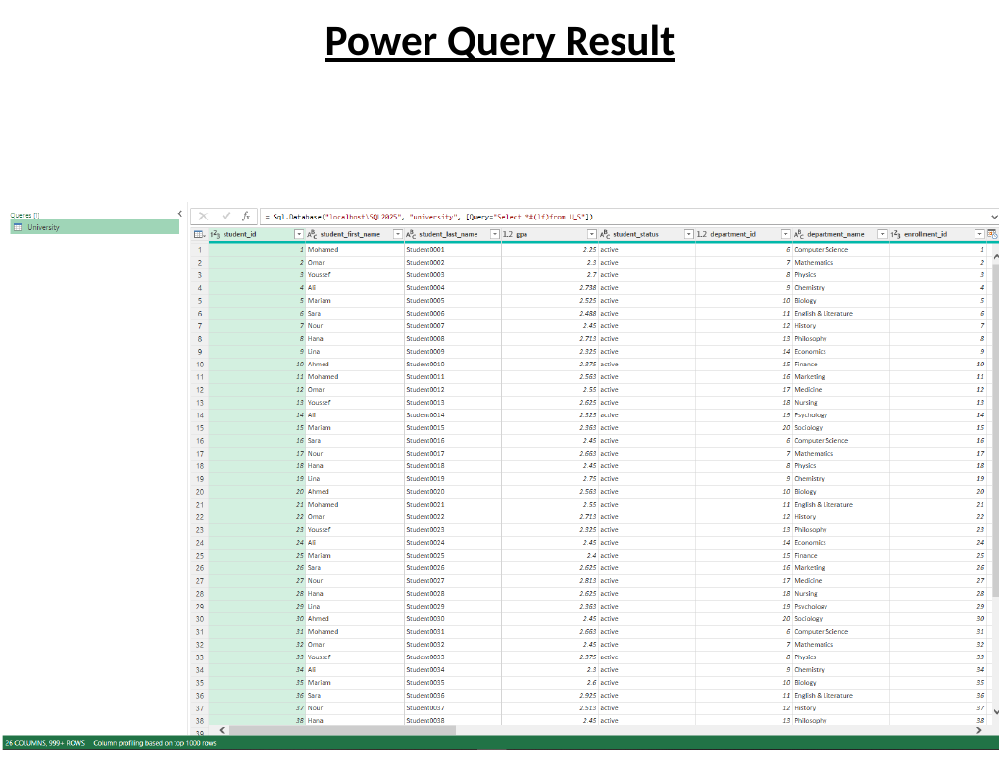 Power Query Result
Queries [1]
University
fx = Sql.Database("localhost\SQL2025", "university", [Query="Select *#(lf)from U_S"])
1²3 student_id ABC student_first_name ABC student_last_name 1.2 gpa ABC student_status 1.2 department_id ABC department_name 1²3 enrollment_id
1 1 Mohamed Student0001 2.25 active 6 Computer Science 1
2 2 Omar Student0002 2.3 active 7 Mathematics 2
3 3 Youssef Student0003 2.7 active 8 Physics 3
4 4 Ali Student0004 2.738 active 9 Chemistry 4
5 5 Mariam Student0005 2.525 active 10 Biology 5
6 6 Sara Student0006 2.488 active 11 English & Literature 6
7 7 Nour Student0007 2.45 active 12 History 7
8 8 Hana Student0008 2.713 active 13 Philosophy 8
9 9 Lina Student0009 2.325 active 14 Economics 9
10 10 Ahmed Student0010 2.375 active 15 Finance 10
11 11 Mohamed Student0011 2.563 active 16 Marketing 11
12 12 Omar Student0012 2.55 active 17 Medicine 12
13 13 Youssef Student0013 2.625 active 18 Nursing 13
14 14 Ali Student0014 2.325 active 19 Psychology 14
15 15 Mariam Student0015 2.363 active 20 Sociology 15
16 16 Sara Student0016 2.45 active 6 Computer Science 16
17 17 Nour Student0017 2.663 active 7 Mathematics 17
18 18 Hana Student0018 2.45 active 8 Physics 18
19 19 Lina Student0019 2.75 active 9 Chemistry 19
20 20 Ahmed Student0020 2.563 active 10 Biology 20
21 21 Mohamed Student0021 2.55 active 11 English & Literature 21
22 22 Omar Student0022 2.713 active 12 History 22
23 23 Youssef Student0023 2.325 active 13 Philosophy 23
24 24 Ali Student0024 2.45 active 14 Economics 24
25 25 Mariam Student0025 2.4 active 15 Finance 25
26 26 Sara Student0026 2.625 active 16 Marketing 26
27 27 Nour Student0027 2.813 active 17 Medicine 27
28 28 Hana Student0028 2.625 active 18 Nursing 28
29 29 Lina Student0029 2.363 active 19 Psychology 29
30 30 Ahmed Student0030 2.45 active 20 Sociology 30
31 31 Mohamed Student0031 2.663 active 6 Computer Science 31
32 32 Omar Student0032 2.45 active 7 Mathematics 32
33 33 Youssef Student0033 2.375 active 8 Physics 33
34 34 Ali Student0034 2.3 active 9 Chemistry 34
35 35 Mariam Student0035 2.6 active 10 Biology 35
36 36 Sara Student0036 2.925 active 11 English & Literature 36
37 37 Nour Student0037 2.513 active 12 History 37
38 38 Hana Student0038 2.45 active 13 Philosophy 38
39
26 COLUMNS, 999+ ROWS Column profiling based on top 1000 rows